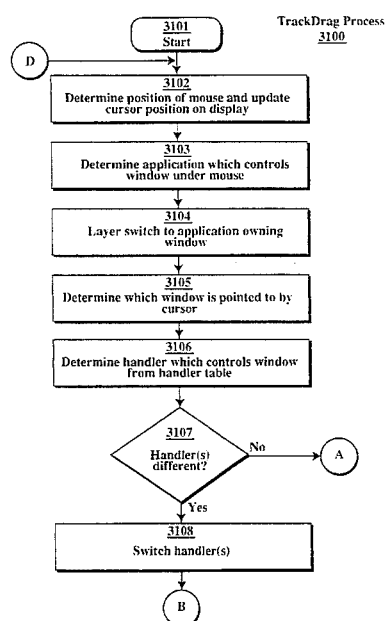 TrackDrag Process
3100
3101
Start
D
3102
Determine position of mouse and update
cursor position on display
3103
Determine application which controls
window under mouse
3104
Layer switch to application owning
window
3105
Determine which window is pointed to by
cursor
3106
Determine handler which controls window
from handler table
3107
Handler(s)
different?
No
A
Yes
3108
Switch handler(s)
B